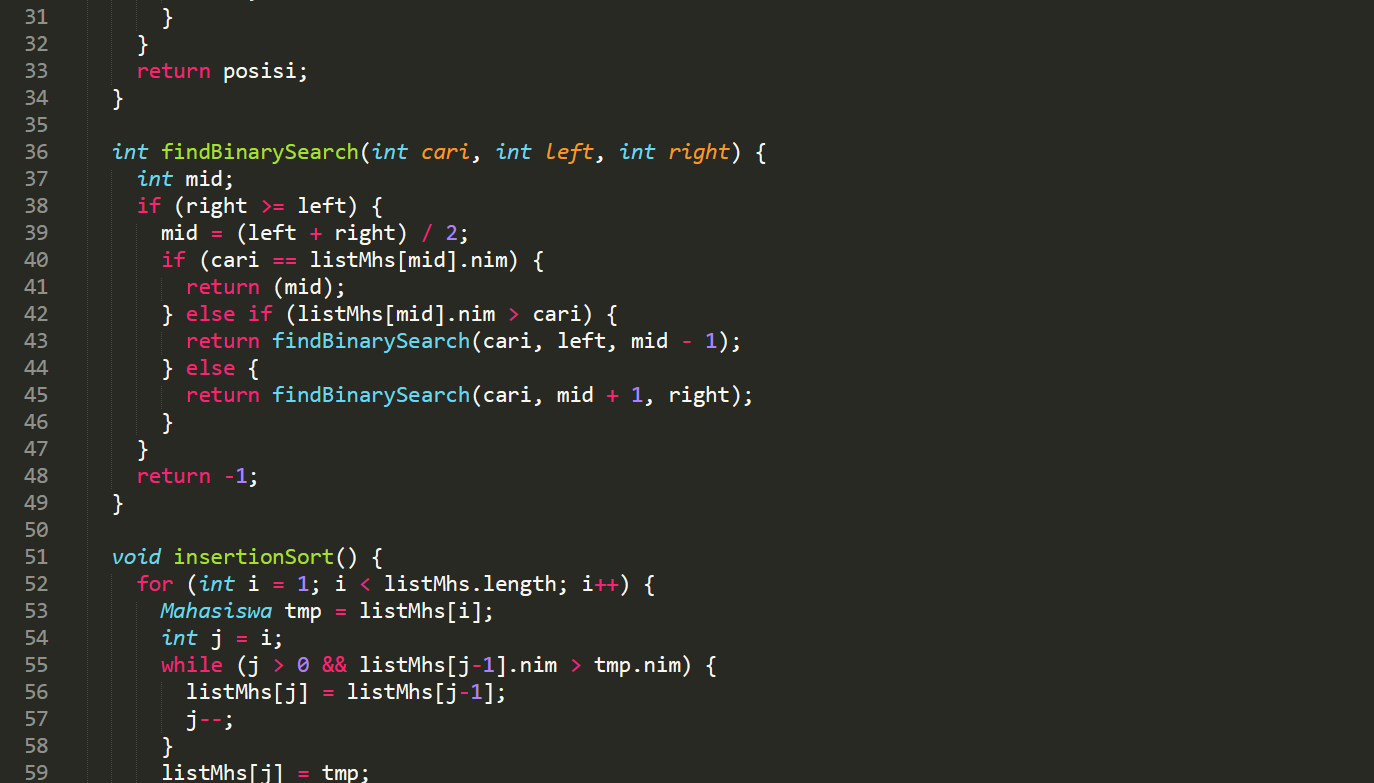 31 }
32 }
33 return posisi;
34 }
35
36 int findBinarySearch(int cari, int left, int right) {
37 int mid;
38 if (right >= left) {
39 mid = (left + right) / 2;
40 if (cari == listMhs[mid].nim) {
41 return (mid);
42 } else if (listMhs[mid].nim > cari) {
43 return findBinarySearch(cari, left, mid - 1);
44 } else {
45 return findBinarySearch(cari, mid + 1, right);
46 }
47 }
48 return -1;
49 }
50
51 void insertionSort() {
52 for (int i = 1; i < listMhs.length; i++) {
53 Mahasiswa tmp = listMhs[i];
54 int j = i;
55 while (j > 0 && listMhs[j-1].nim > tmp.nim) {
56 listMhs[j] = listMhs[j-1];
57 j--;
58 }
59 listMhs[j] = tmp;